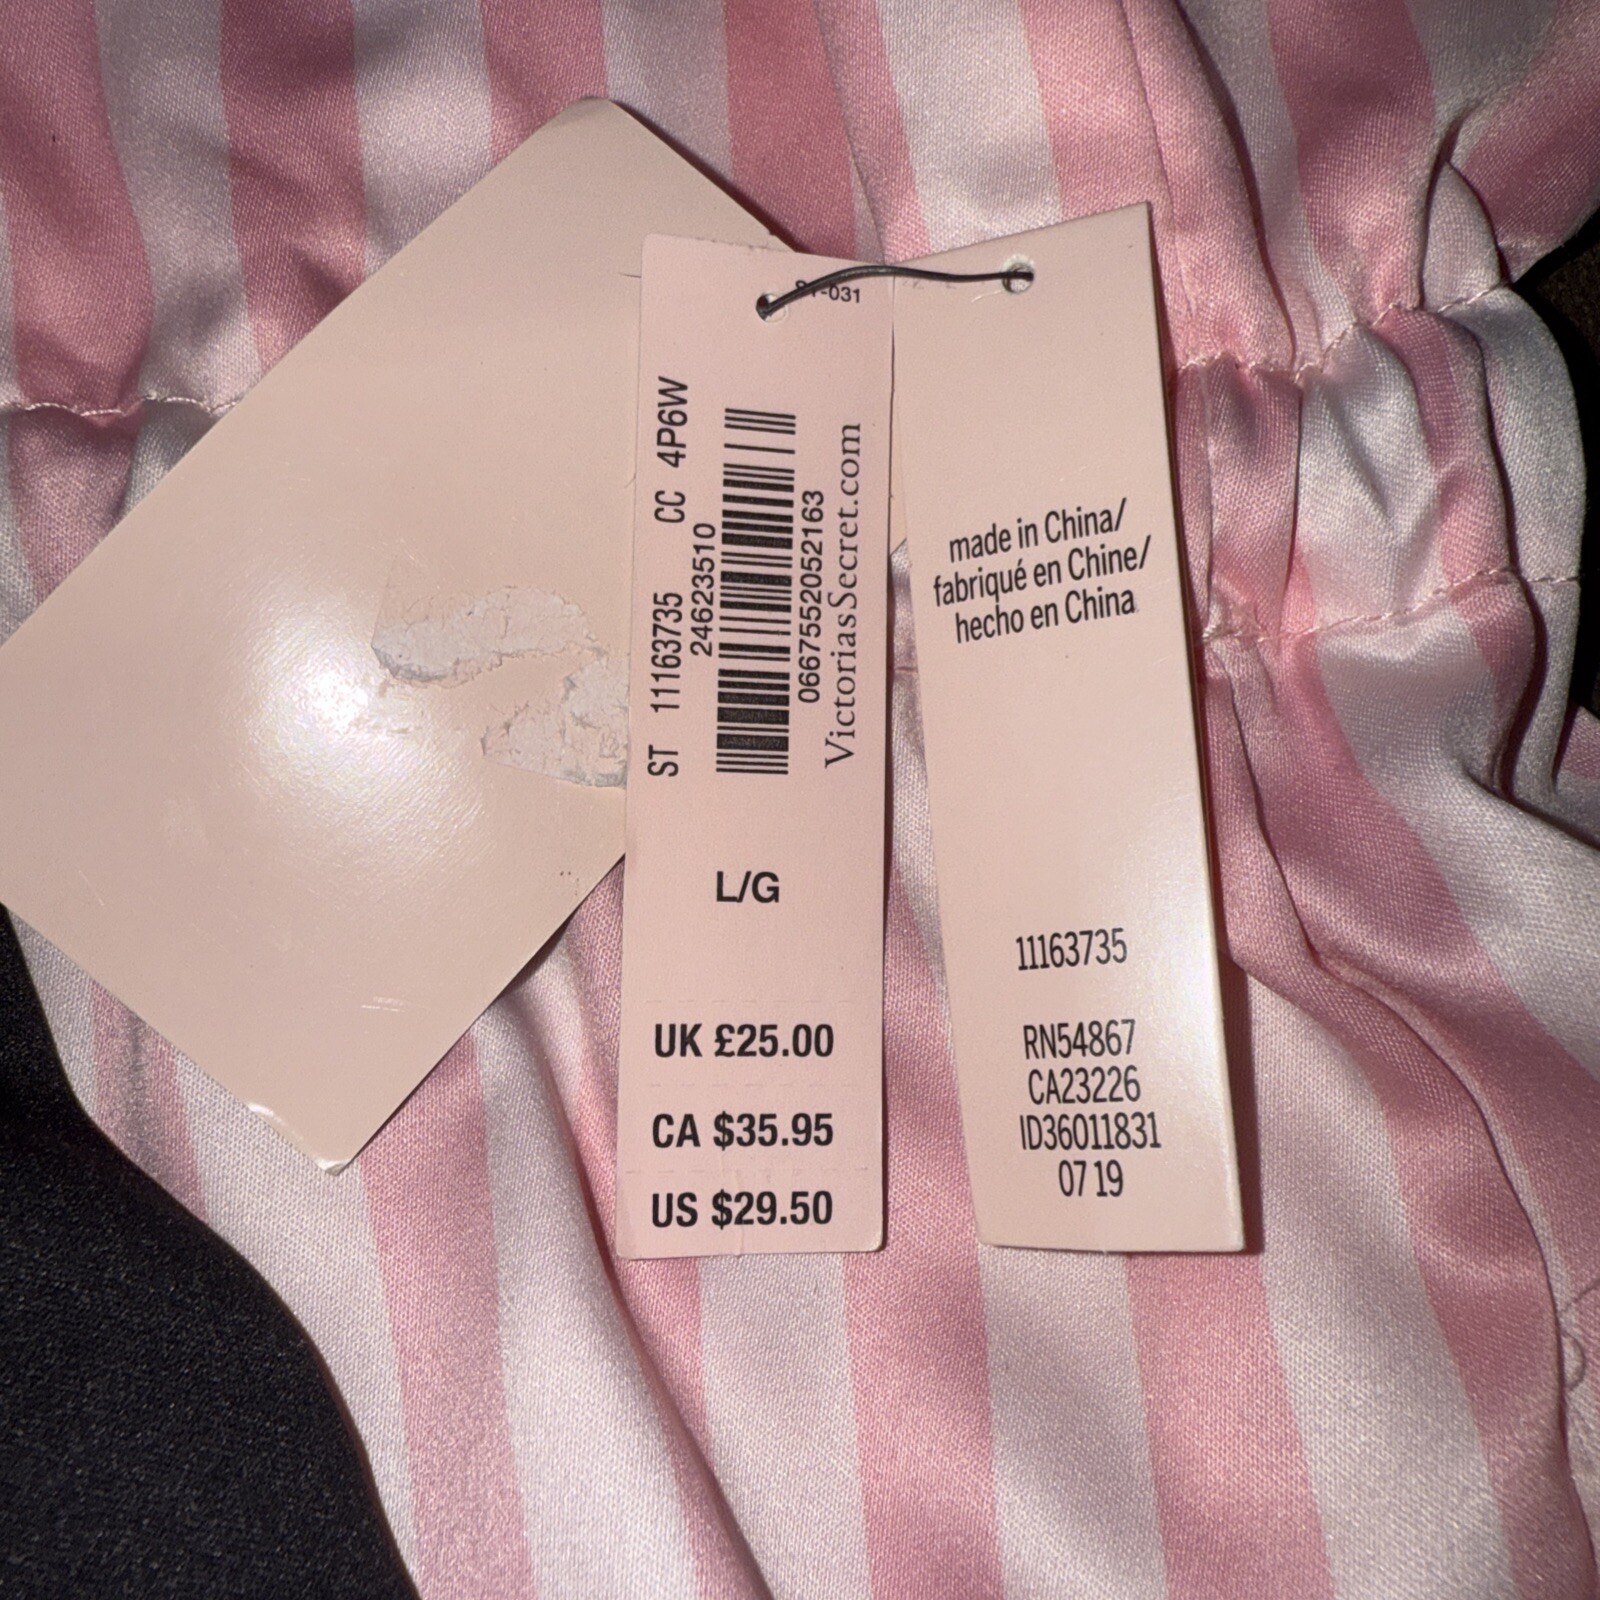 -031
ST 11163735 CC 4P6W
24623510
0667552052163
VictoriasSecret.com
L/G
UK £25.00
CA $35.95
US $29.50
made in China/
fabriqué en Chine/
hecho en China
11163735
RN54867
CA23226
ID36011831
07 19